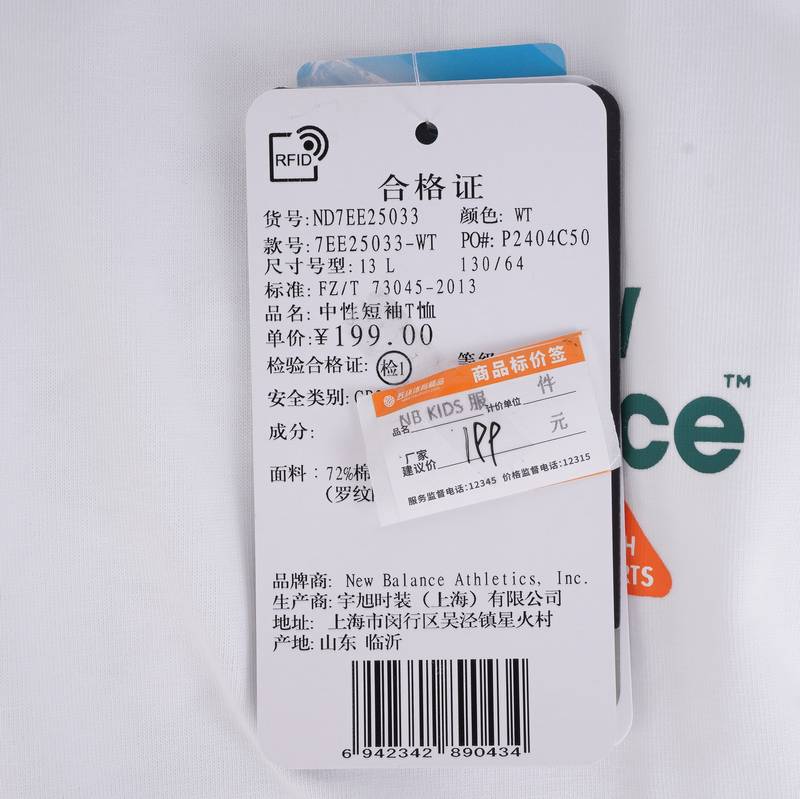 RFID
合格证
货号:ND7EE25033 颜色: WT
款号:7EE25033-WT PO#: P2404C50
尺寸号型:13 L 130/64
标准: FZ/T 73045-2013
品名: 中性短袖T恤
单价:¥199.00
检验合格证: 检1
安全类别:
成分:
面料: 72%棉
(罗纹
商品标价签
NB KIDS 服 件
品名 计价单位
厂家
建议价 199 元
服务监督电话:12345 价格监督电话:12315
品牌商: New Balance Athletics, Inc.
生产商:宇旭时装(上海)有限公司
地址: 上海市闵行区吴泾镇星火村
产地:山东 临沂
6 942342 890434
ce™
H
RTS